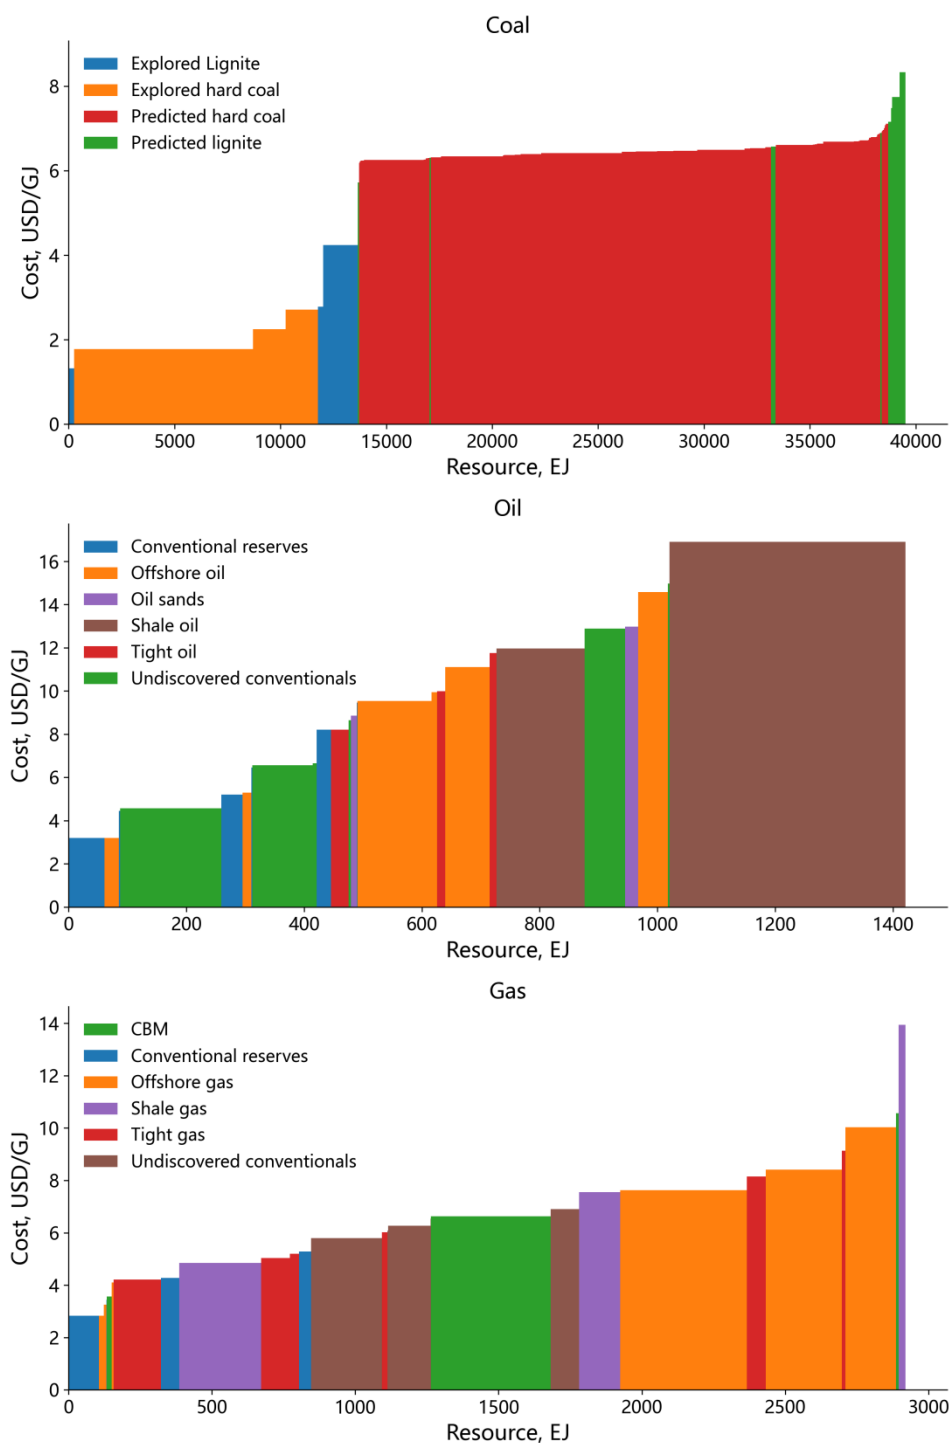 Coal
Explored Lignite
Explored hard coal
Predicted hard coal
Predicted lignite
8
6
4
2
0
Cost, USD/GJ
0 5000 10000 15000 20000 25000 30000 35000 40000
Resource, EJ
Oil
Conventional reserves
Offshore oil
Oil sands
Shale oil
Tight oil
Undiscovered conventionals
16
14
12
10
8
6
4
2
0
Cost, USD/GJ
0 200 400 600 800 1000 1200 1400
Resource, EJ
Gas
CBM
Conventional reserves
Offshore gas
Shale gas
Tight gas
Undiscovered conventionals
14
12
10
8
6
4
2
0
Cost, USD/GJ
0 500 1000 1500 2000 2500 3000
Resource, EJ